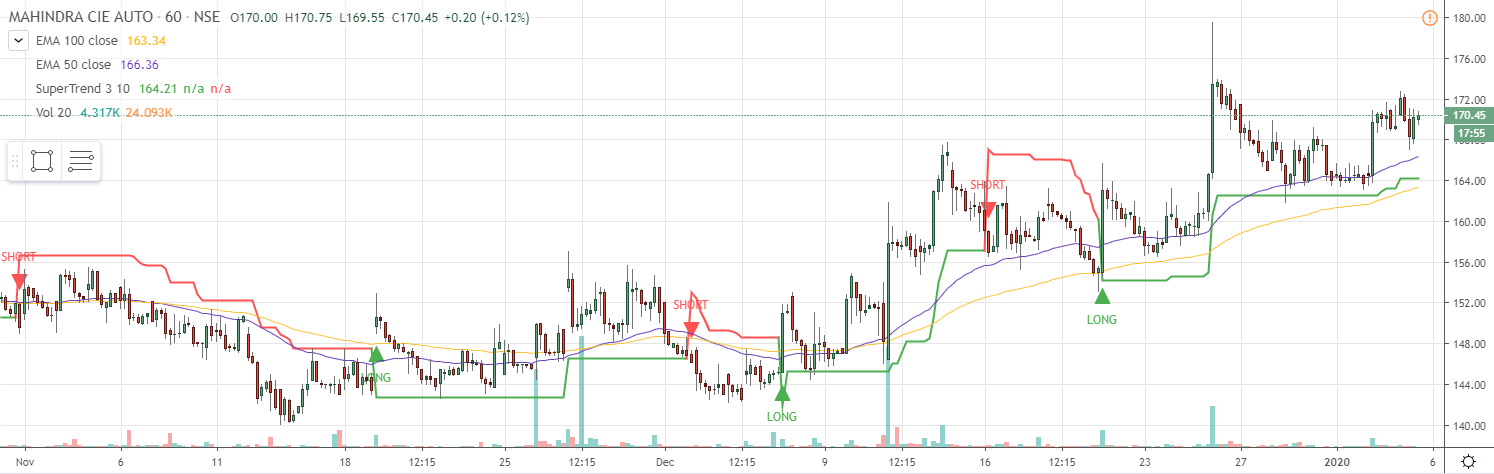 MAHINDRA CIE AUTO · 60 · NSE O170.00 H170.75 L169.55 C170.45 +0.20 (+0.12%)
EMA 100 close 163.34
EMA 50 close 166.36
SuperTrend 3 10 164.21 n/a n/a
Vol 20 4.317K 24.093K
180.00
176.00
172.00
170.45
17:55
168.00
164.00
160.00
156.00
152.00
148.00
144.00
140.00
SHORT
LONG
SHORT
LONG
SHORT
LONG
Nov 6 11 18 12:15 25 12:15 Dec 12:15 9 12:15 16 12:15 23 27 2020 6